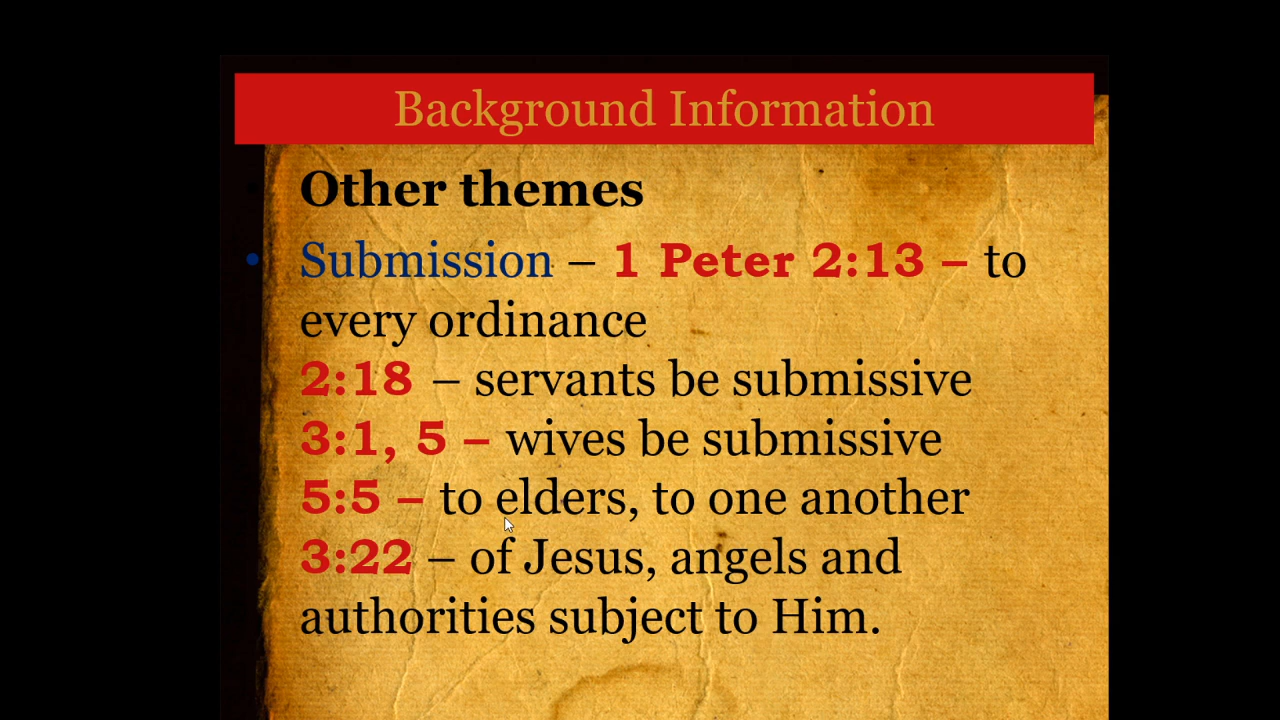 Background Information
Other themes
• Submission – 1 Peter 2:13 – to
every ordinance
2:18 – servants be submissive
3:1, 5 – wives be submissive
5:5 – to elders, to one another
3:22 – of Jesus, angels and
authorities subject to Him.